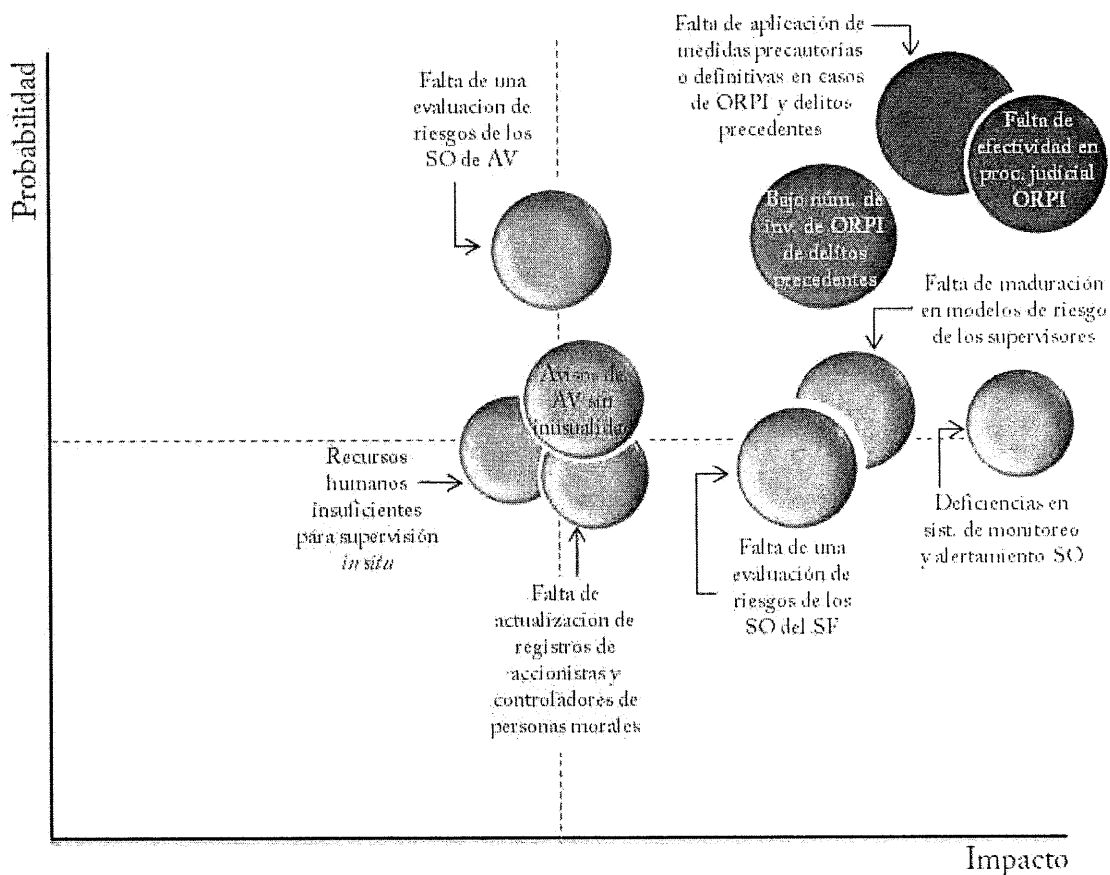 Probabilidad
Falta de una
evaluacion de
riesgos de los
SO de AV
Falta de aplicación de
medidas precautorias
o definitivas en casos
de ORPI y delitos
precedentes
Falta de
efectividad en
proc. judicial
ORPI
Bajo núm. de
inv. de ORPI
de delitos
precedentes
Falta de maduración
en modelos de riesgo
de los supervisores
Avisos de
AV sin
inusualidad
Recursos
humanos
insuficientes
para supervisión
in situ
Falta de
actualización de
registros de
accionistas y
controladores de
personas morales
Falta de una
evaluación de
riesgos de los
SO del SF
Deficiencias en
sist. de monitoreo
y alertamiento SO
Impacto